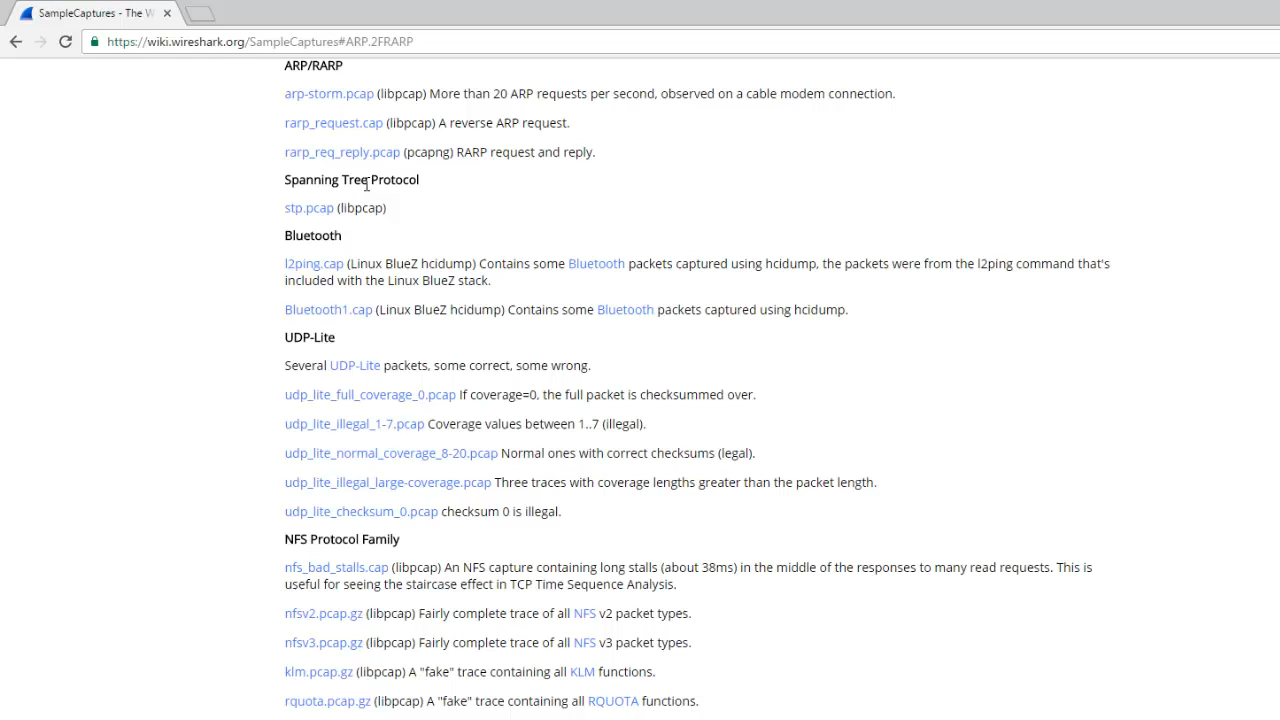 SampleCaptures - The W
https://wiki.wireshark.org/SampleCaptures#ARP.2FRARP
ARP/RARP
arp-storm.pcap (libpcap) More than 20 ARP requests per second, observed on a cable modem connection.
rarp_request.cap (libpcap) A reverse ARP request.
rarp_req_reply.pcap (pcapng) RARP request and reply.
Spanning Tree Protocol
stp.pcap (libpcap)
Bluetooth
l2ping.cap (Linux BlueZ hcidump) Contains some Bluetooth packets captured using hcidump, the packets were from the l2ping command that's
included with the Linux BlueZ stack.
Bluetooth1.cap (Linux BlueZ hcidump) Contains some Bluetooth packets captured using hcidump.
UDP-Lite
Several UDP-Lite packets, some correct, some wrong.
udp_lite_full_coverage_0.pcap If coverage=0, the full packet is checksummed over.
udp_lite_illegal_1-7.pcap Coverage values between 1..7 (illegal).
udp_lite_normal_coverage_8-20.pcap Normal ones with correct checksums (legal).
udp_lite_illegal_large-coverage.pcap Three traces with coverage lengths greater than the packet length.
udp_lite_checksum_0.pcap checksum 0 is illegal.
NFS Protocol Family
nfs_bad_stalls.cap (libpcap) An NFS capture containing long stalls (about 38ms) in the middle of the responses to many read requests. This is
useful for seeing the staircase effect in TCP Time Sequence Analysis.
nfsv2.pcap.gz (libpcap) Fairly complete trace of all NFS v2 packet types.
nfsv3.pcap.gz (libpcap) Fairly complete trace of all NFS v3 packet types.
klm.pcap.gz (libpcap) A "fake" trace containing all KLM functions.
rquota.pcap.gz (libpcap) A "fake" trace containing all RQUOTA functions.